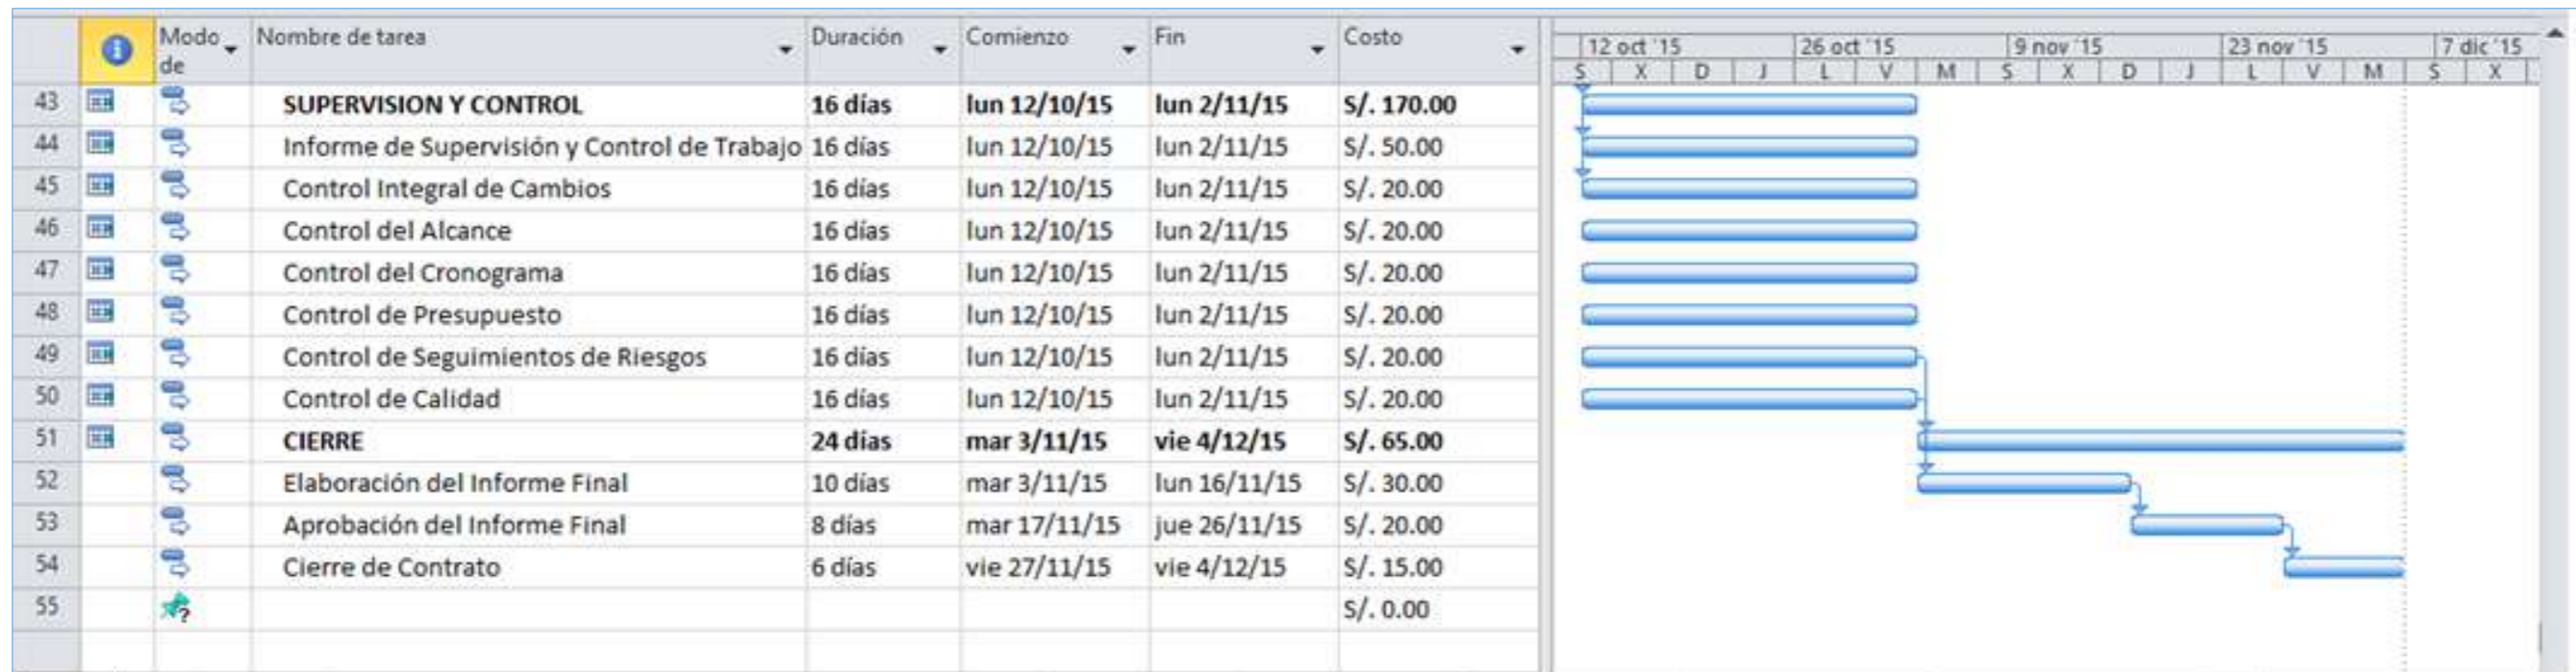 Modo de	Nombre de tarea	Duración	Comienzo	Fin	Costo
12 oct '15	26 oct '15	9 nov '15	23 nov '15	7 dic '15
S	X	D	J	L	V	M	S	X	D	J	L	V	M	S	X
43	SUPERVISION Y CONTROL	16 días	lun 12/10/15	lun 2/11/15	S/. 170.00
44	Informe de Supervisión y Control de Trabajo	16 días	lun 12/10/15	lun 2/11/15	S/. 50.00
45	Control Integral de Cambios	16 días	lun 12/10/15	lun 2/11/15	S/. 20.00
46	Control del Alcance	16 días	lun 12/10/15	lun 2/11/15	S/. 20.00
47	Control del Cronograma	16 días	lun 12/10/15	lun 2/11/15	S/. 20.00
48	Control de Presupuesto	16 días	lun 12/10/15	lun 2/11/15	S/. 20.00
49	Control de Seguimientos de Riesgos	16 días	lun 12/10/15	lun 2/11/15	S/. 20.00
50	Control de Calidad	16 días	lun 12/10/15	lun 2/11/15	S/. 20.00
51	CIERRE	24 días	mar 3/11/15	vie 4/12/15	S/. 65.00
52	Elaboración del Informe Final	10 días	mar 3/11/15	lun 16/11/15	S/. 30.00
53	Aprobación del Informe Final	8 días	mar 17/11/15	jue 26/11/15	S/. 20.00
54	Cierre de Contrato	6 días	vie 27/11/15	vie 4/12/15	S/. 15.00
55	S/. 0.00